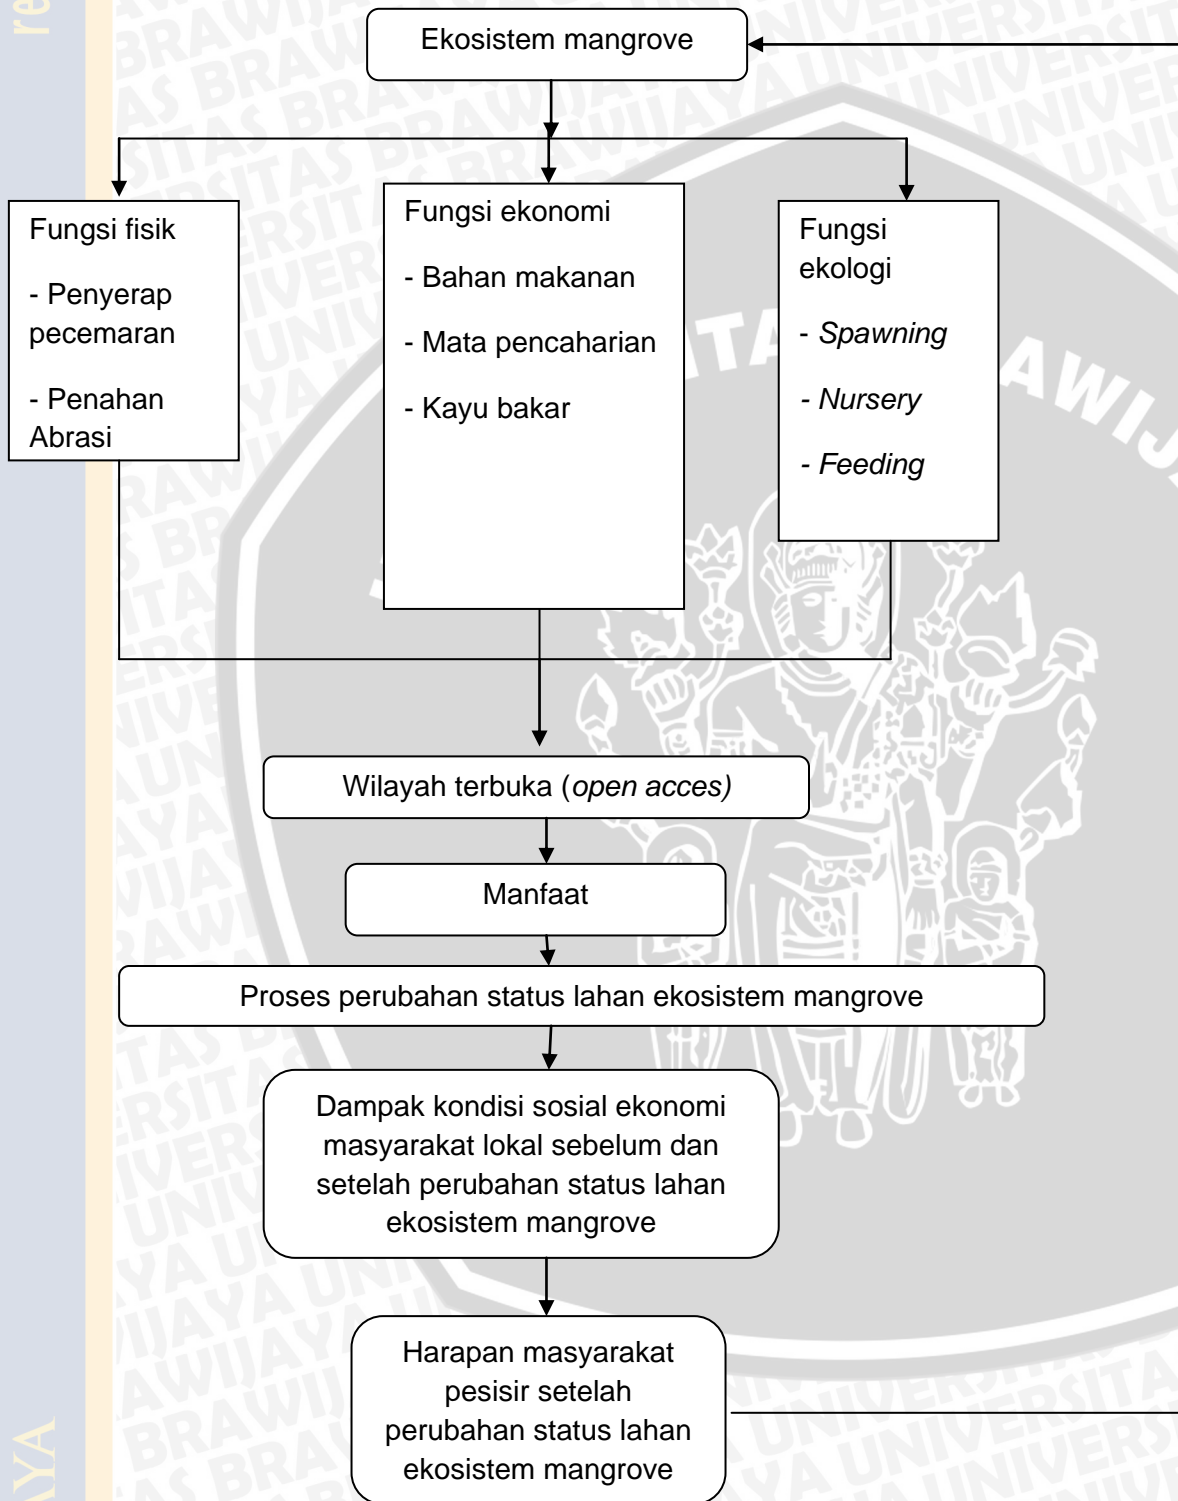 Ekosistem mangrove
Fungsi fisik
- Penyerap
pecemaran
- Penahan
Abrasi
Fungsi ekonomi
- Bahan makanan
- Mata pencaharian
- Kayu bakar
Fungsi
ekologi
- Spawning
- Nursery
- Feeding
Wilayah terbuka (open acces)
Manfaat
Proses perubahan status lahan ekosistem mangrove
Dampak kondisi sosial ekonomi
masyarakat lokal sebelum dan
setelah perubahan status lahan
ekosistem mangrove
Harapan masyarakat
pesisir setelah
perubahan status lahan
ekosistem mangrove